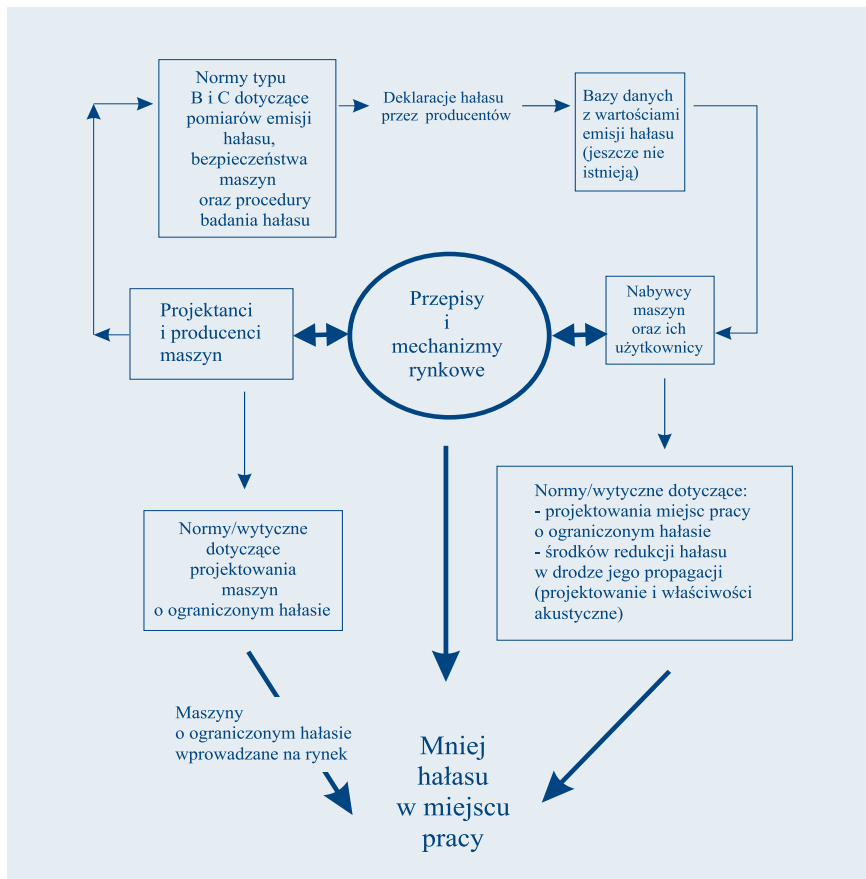 Normy typu
B i C dotyczące
pomiarów emisji
hałasu,
bezpieczeństwa
maszyn
oraz procedury
badania hałasu
Deklaracje hałasu
przez producentów
Bazy danych
z wartościami
emisji hałasu
(jeszcze nie
istnieją)
Projektanci
i producenci
maszyn
Przepisy
i
mechanizmy
rynkowe
Nabywcy
maszyn
oraz ich
użytkownicy
Normy/wytyczne
dotyczące
projektowania
maszyn
o ograniczonym hałasie
Normy/wytyczne dotyczące:
- projektowania miejsc pracy
o ograniczonym hałasie
- środków redukcji hałasu
w drodze jego propagacji
(projektowanie i właściwości
akustyczne)
Maszyny
o ograniczonym hałasie
wprowadzane na rynek
Mniej
hałasu
w miejscu
pracy